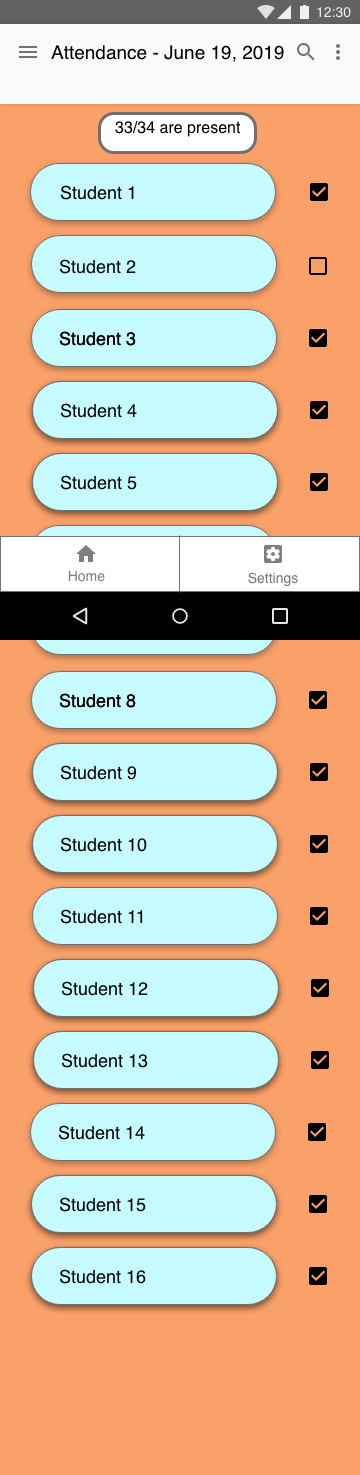 12:30
Attendance - June 19, 2019
33/34 are present
Student 1
Student 2
Student 3
Student 4
Student 5
Home
Settings
Student 8
Student 9
Student 10
Student 11
Student 12
Student 13
Student 14
Student 15
Student 16